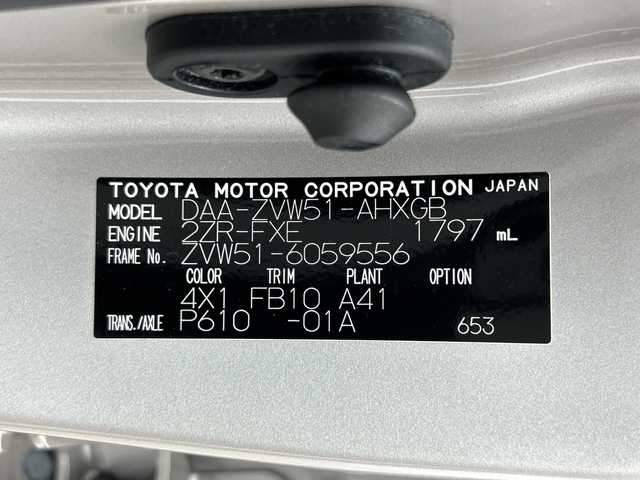 TOYOTA MOTOR CORPORATION JAPAN
MODEL DAA-ZVW51-AHXGB
ENGINE 2ZR-FXE 1797 mL
FRAME No. ZVW51-6059556
COLOR TRIM PLANT OPTION
4X1 FB10 A41
TRANS./AXLE P610 -01A 653